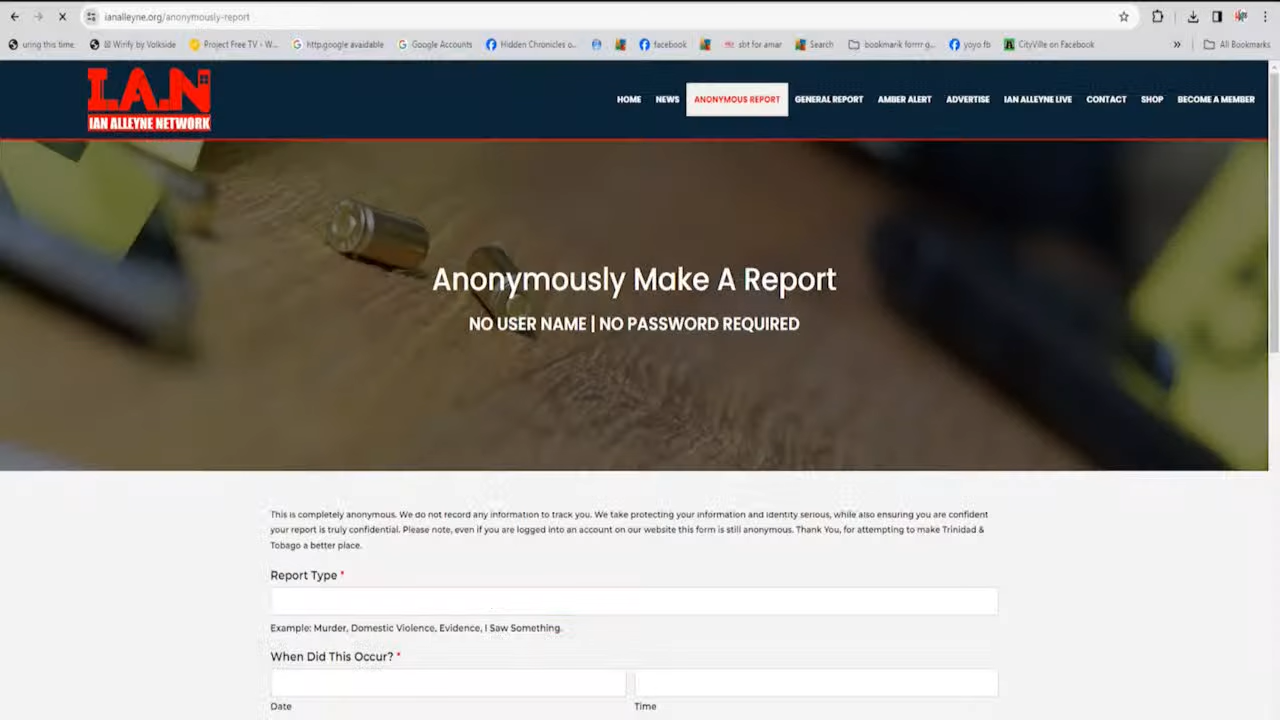 ianalleyne.org/anonymously-report
uring this time
Wirify by Volkside
Project Free TV - W...
http:google avaidable
Google Accounts
Hidden Chronicles o...
facebook
sbt for amar
Search
bookmark forrrr g...
yoyo fb
CityVille on Facebook
»
All Bookmarks
I.A.N
IAN ALLEYNE NETWORK
HOME
NEWS
ANONYMOUS REPORT
GENERAL REPORT
AMBER ALERT
ADVERTISE
IAN ALLEYNE LIVE
CONTACT
SHOP
BECOME A MEMBER
Anonymously Make A Report
NO USER NAME | NO PASSWORD REQUIRED
This is completely anonymous. We do not record any information to track you. We take protecting your information and identity serious, while also ensuring you are confident
your report is truly confidential. Please note, even if you are logged into an account on our website this form is still anonymous. Thank You, for attempting to make Trinidad &
Tobago a better place.
Report Type *
Example: Murder, Domestic Violence, Evidence, I Saw Something.
When Did This Occur? *
Date
Time